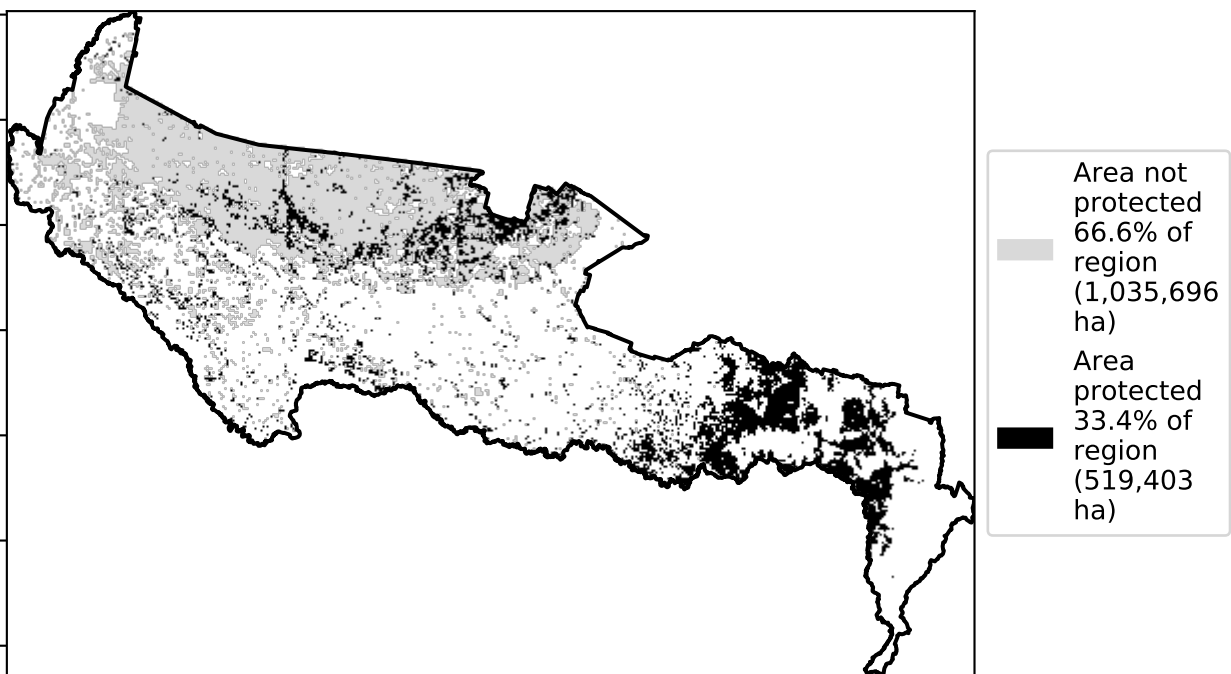 Area not
protected
66.6% of
region
(1,035,696
ha)
Area
protected
33.4% of
region
(519,403
ha)